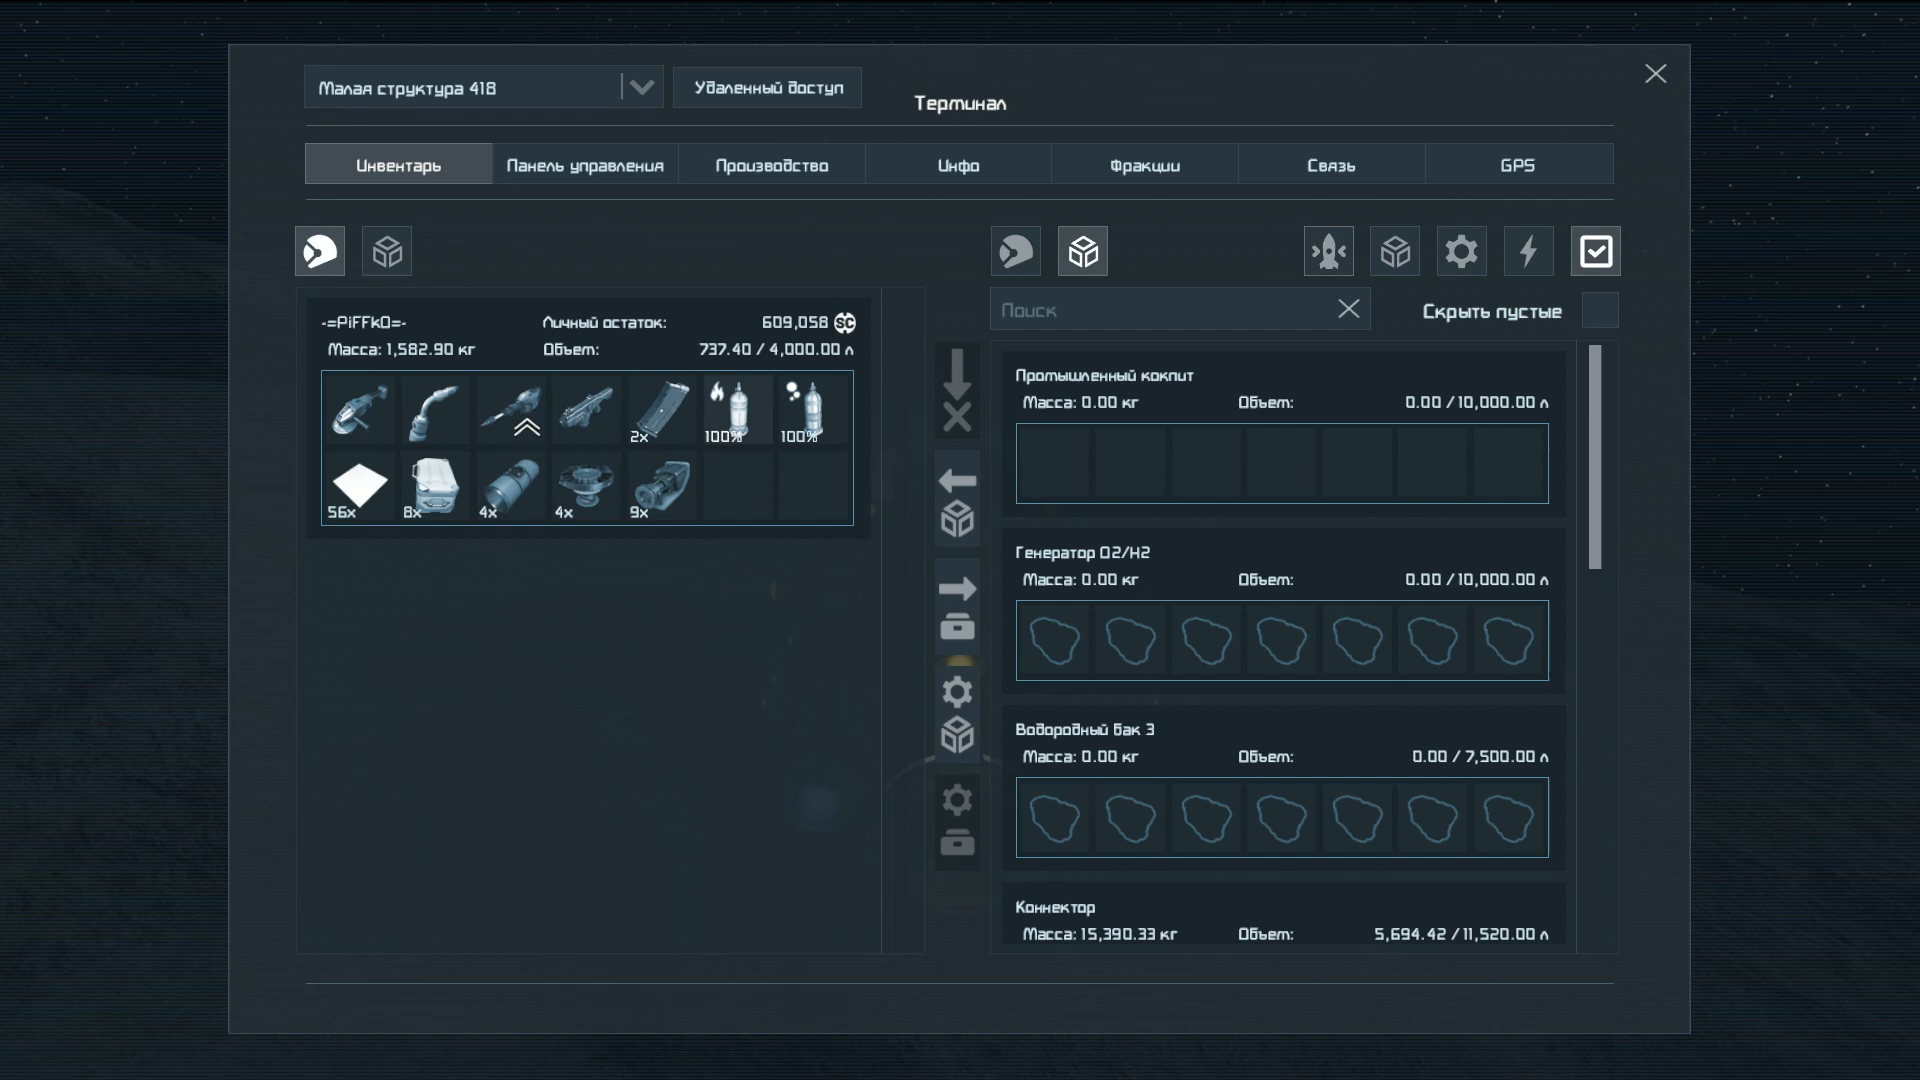 Малая структура 418
Удаленный доступ
Терминал
Инвентарь
Панель управления
Производство
Инфо
Фракции
Связь
GPS
-=PiFFkO=-
Личный остаток:
609,058 SC
Масса: 1,582.90 кг
Объем:
737.40 / 4,000.00 л
2x
100%
100%
56x
8x
4x
4x
9x
Поиск
Скрыть пустые
Промышленный кокпит
Масса: 0.00 кг
Объем:
0.00 / 10,000.00 л
Генератор O2/H2
Масса: 0.00 кг
Объем:
0.00 / 10,000.00 л
Водородный бак 3
Масса: 0.00 кг
Объем:
0.00 / 7,500.00 л
Коннектор
Масса: 15,390.33 кг
Объем:
5,694.42 / 11,520.00 л